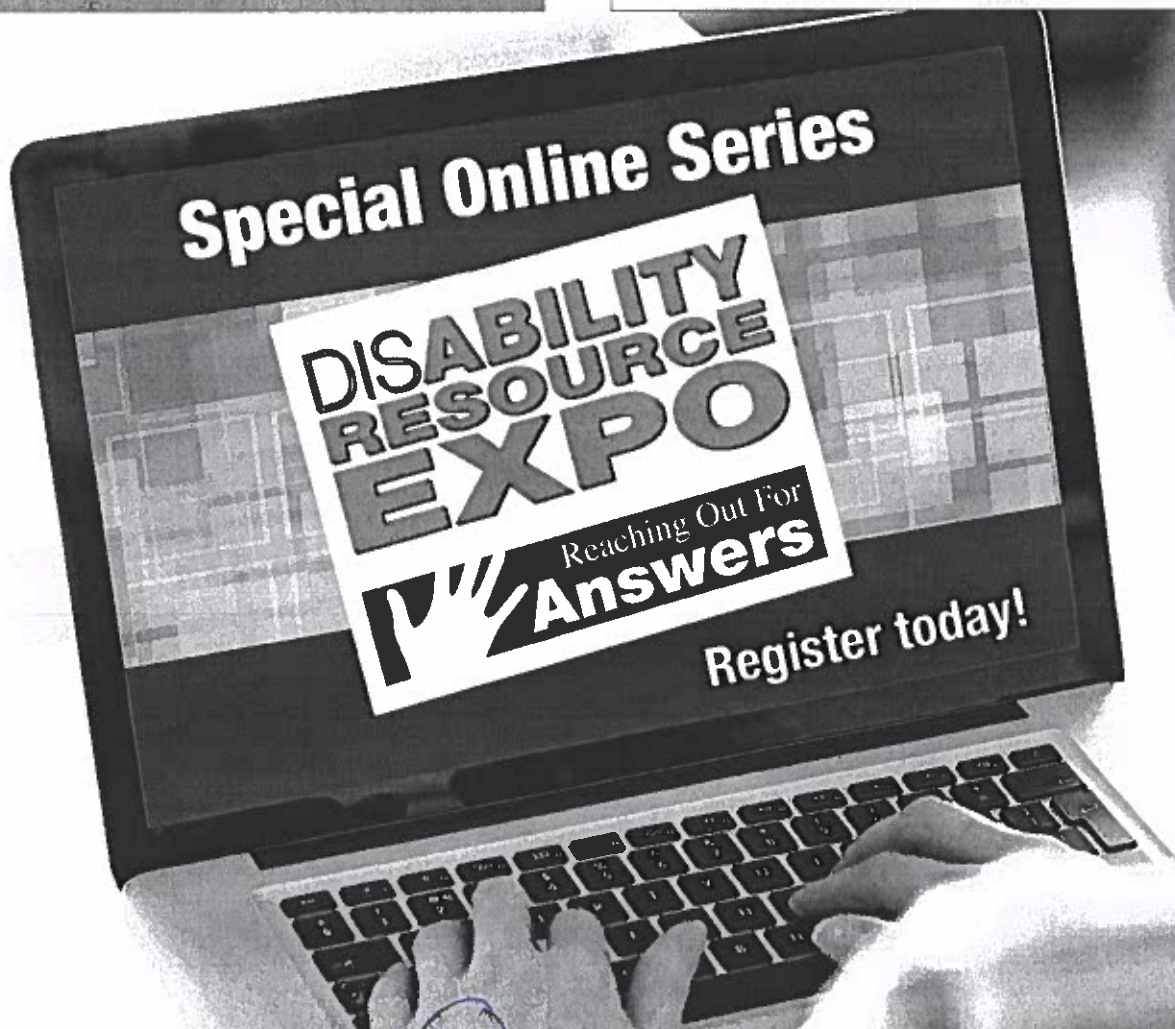 Special Online Series
DISABILITY
RESOURCE
EXPO
Reaching Out For
Answers
Register today!